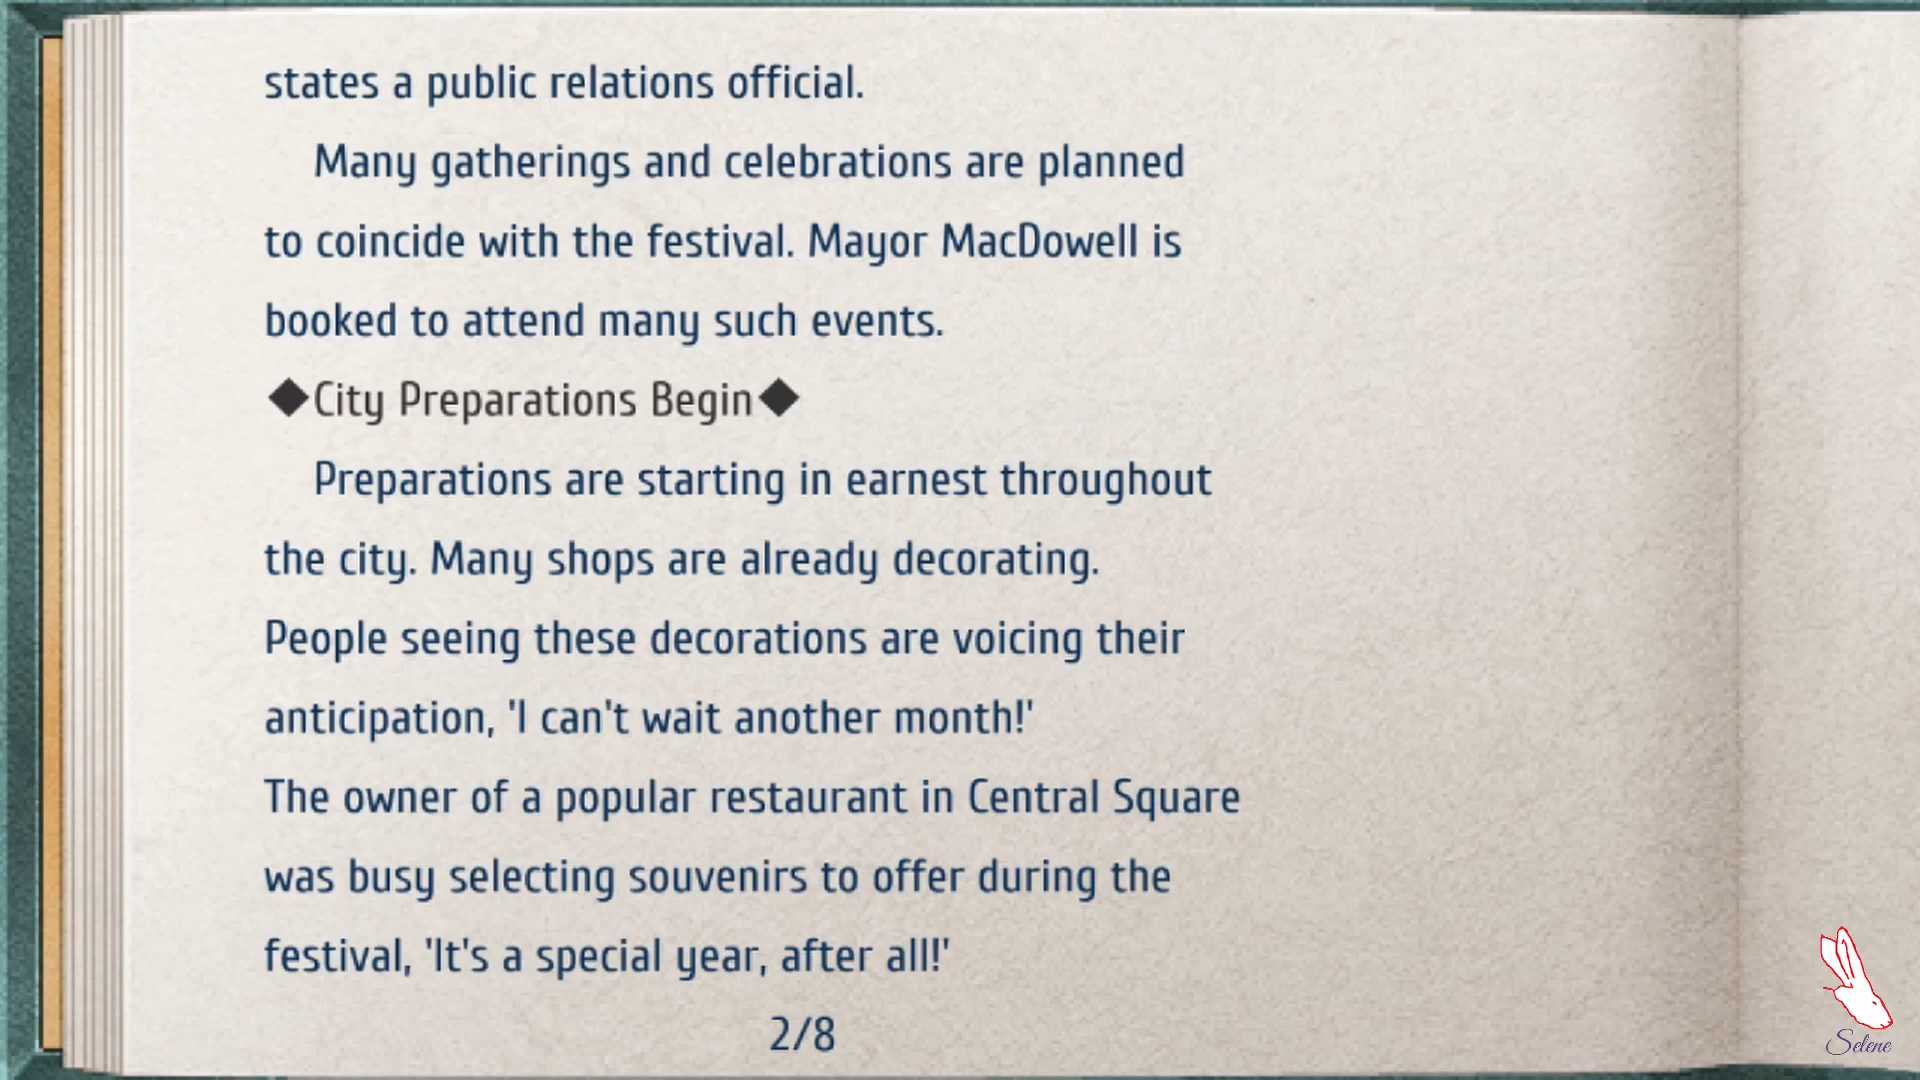 states a public relations official.
Many gatherings and celebrations are planned
to coincide with the festival. Mayor MacDowell is
booked to attend many such events.
◆City Preparations Begin◆
Preparations are starting in earnest throughout
the city. Many shops are already decorating.
People seeing these decorations are voicing their
anticipation, 'I can't wait another month!'
The owner of a popular restaurant in Central Square
was busy selecting souvenirs to offer during the
festival, 'It's a special year, after all!'
2/8
Selene